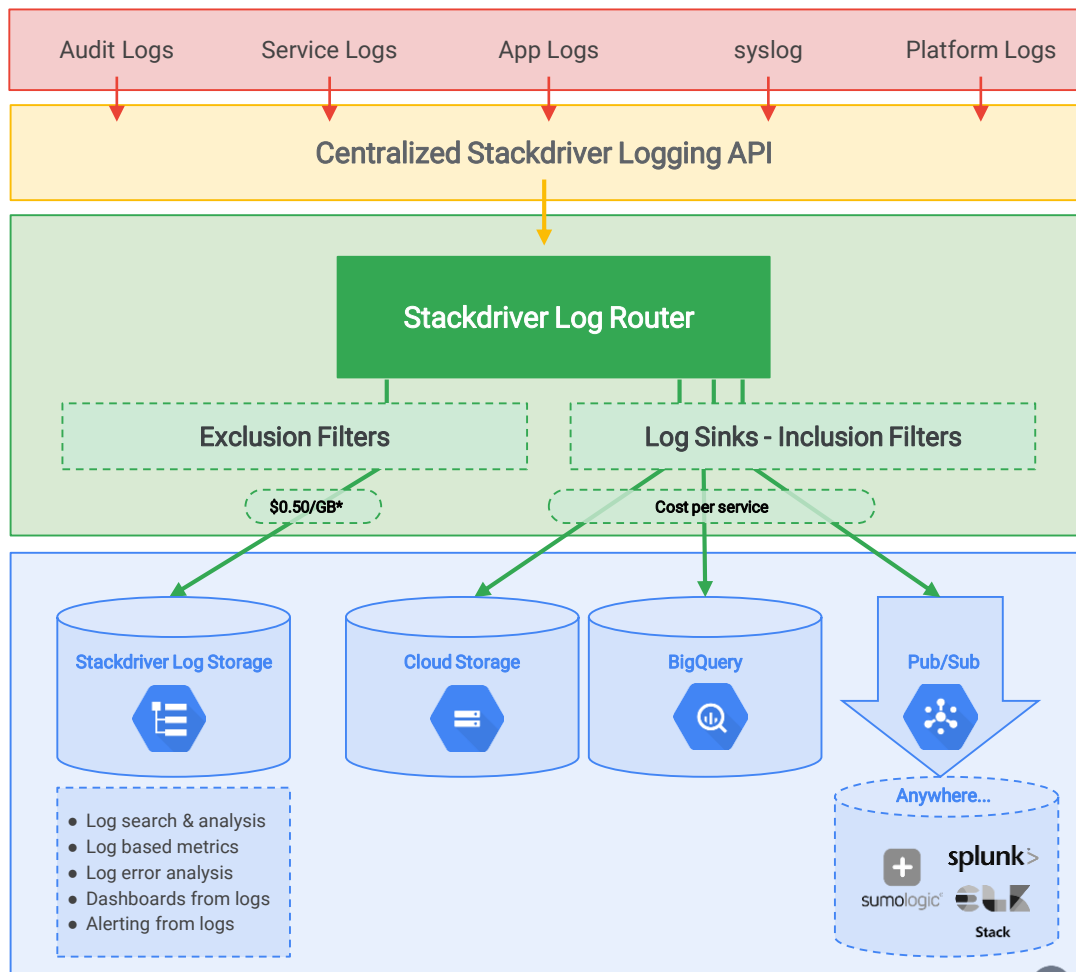 Audit Logs
Service Logs
App Logs
syslog
Platform Logs
Centralized Stackdriver Logging API
Stackdriver Log Router
Exclusion Filters
Log Sinks - Inclusion Filters
$0.50/GB*
Cost per service
Stackdriver Log Storage
Cloud Storage
BigQuery
Pub/Sub
● Log search & analysis
● Log based metrics
● Log error analysis
● Dashboards from logs
● Alerting from logs
Anywhere...
splunk>
sumologic
ELK
Stack